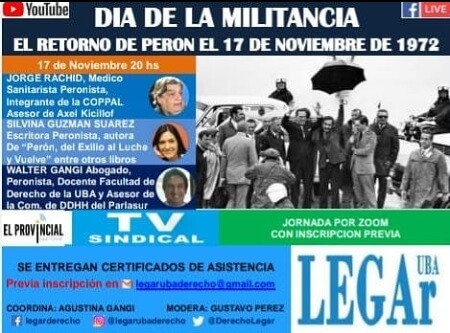 YouTube
DIA DE LA MILITANCIA
LIVE
EL RETORNO DE PERON EL 17 DE NOVIEMBRE DE 1972
17 de Noviembre 20 hs
JORGE RACHID, Medico
Sanitarista Peronista,
Integrante de la COPPAL
Asesor de Axel Kicillof
SILVINA GUZMAN SUAREZ
Escritora Peronista, autora
De “Perón, del Exilio al Luche
y Vuelve” entre otros libros
WALTER GANGI Abogado,
Peronista, Docente Facultad de
Derecho de la UBA y Asesor de
la Com. de DDHH del Parlasur
EL PROVINCIAL
TV
SINDICAL
JORNADA POR ZOOM
CON INSCRIPCION PREVIA
SE ENTREGAN CERTIFICADOS DE ASISTENCIA
Previa inscripción en legarubaderecho@gmail.com
COORDINA: AGUSTINA GANGI
MODERA: GUSTAVO PEREZ
legarderecho
@legarubaderecho
@DerechoLegar
LEGAr
UBA